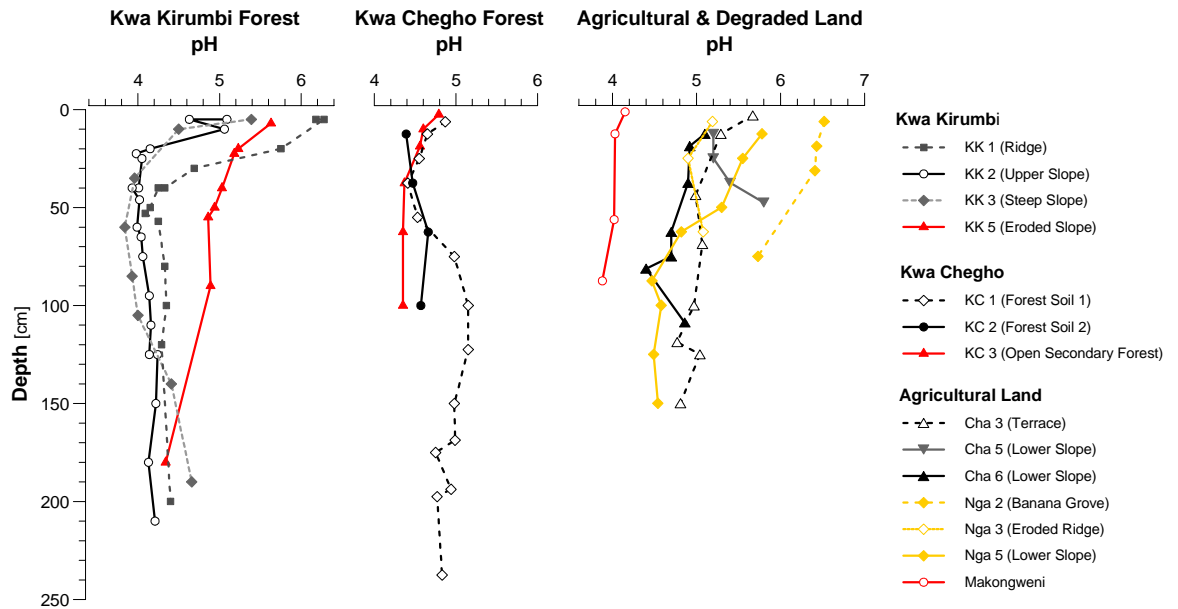 Kwa Kirumbi Forest
pH
Kwa Chegho Forest
pH
Agricultural & Degraded Land
pH
4 5 6
4 5 6
4 5 6 7
0
50
100
150
200
250
Depth [cm]
Kwa Kirumbi
KK 1 (Ridge)
KK 2 (Upper Slope)
KK 3 (Steep Slope)
KK 5 (Eroded Slope)
Kwa Chegho
KC 1 (Forest Soil 1)
KC 2 (Forest Soil 2)
KC 3 (Open Secondary Forest)
Agricultural Land
Cha 3 (Terrace)
Cha 5 (Lower Slope)
Cha 6 (Lower Slope)
Nga 2 (Banana Grove)
Nga 3 (Eroded Ridge)
Nga 5 (Lower Slope)
Makongweni